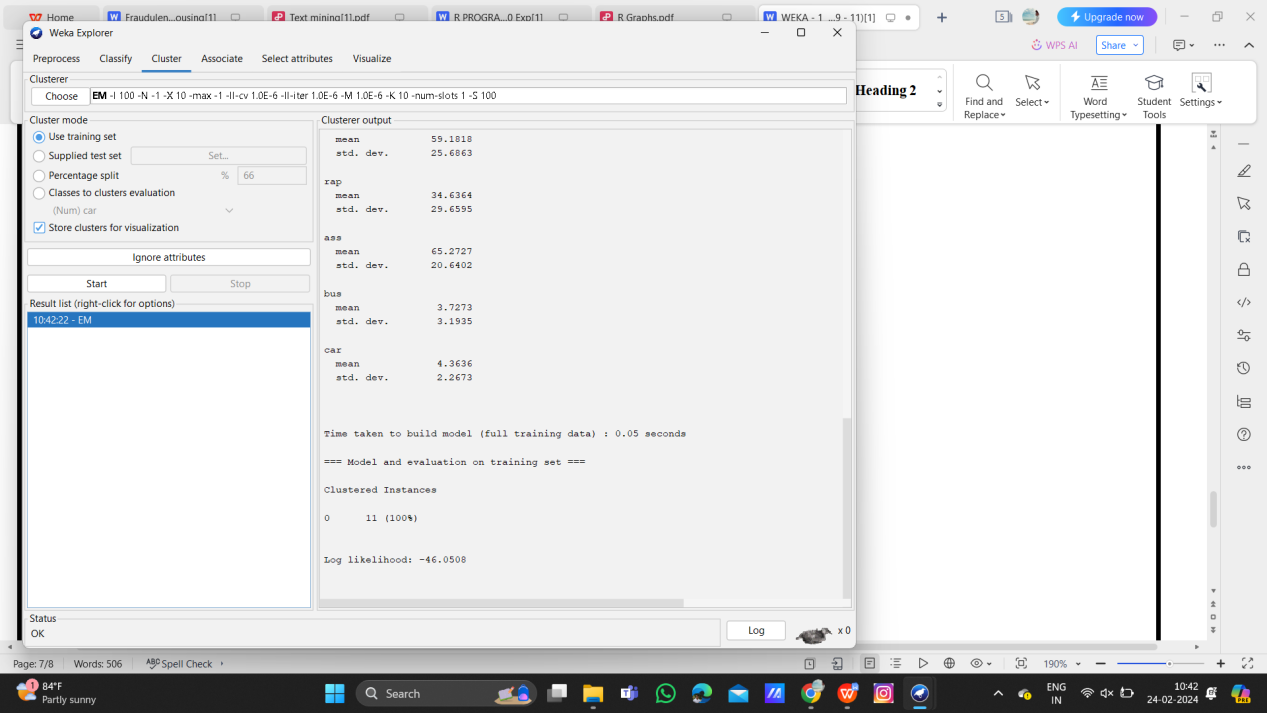 Home
Fraudulen_ousing[1]
Text mining[1].pdf
R PROGRA...0 Exp[1]
R Graphs.pdf
WEKA - 1 ...9 - 11)[1]
5
Upgrade now
WPS AI
Share
Weka Explorer
Preprocess Classify Cluster Associate Select attributes Visualize
Clusterer
Choose EM -I 100 -N -1 -X 10 -max -1 -ll-cv 1.0E-6 -ll-iter 1.0E-6 -M 1.0E-6 -K 10 -num-slots 1 -S 100
Heading 2
Find and Replace
Select
Word Typesetting
Student Tools
Settings
Cluster mode
Use training set
Supplied test set Set...
Percentage split % 66
Classes to clusters evaluation
(Num) car
Store clusters for visualization
Ignore attributes
Start Stop
Result list (right-click for options)
10:42:22 - EM
Clusterer output
mean 59.1818
std. dev. 25.6863
rap
mean 34.6364
std. dev. 29.6595
ass
mean 65.2727
std. dev. 20.6402
bus
mean 3.7273
std. dev. 3.1935
car
mean 4.3636
std. dev. 2.2673
Time taken to build model (full training data) : 0.05 seconds
=== Model and evaluation on training set ===
Clustered Instances
0 11 (100%)
Log likelihood: -46.0508
Status
OK
Log x 0
Page: 7/8 Words: 506 Spell Check 190%
1
84°F
Partly sunny
Search
ENG
IN
10:42
24-02-2024
PRE